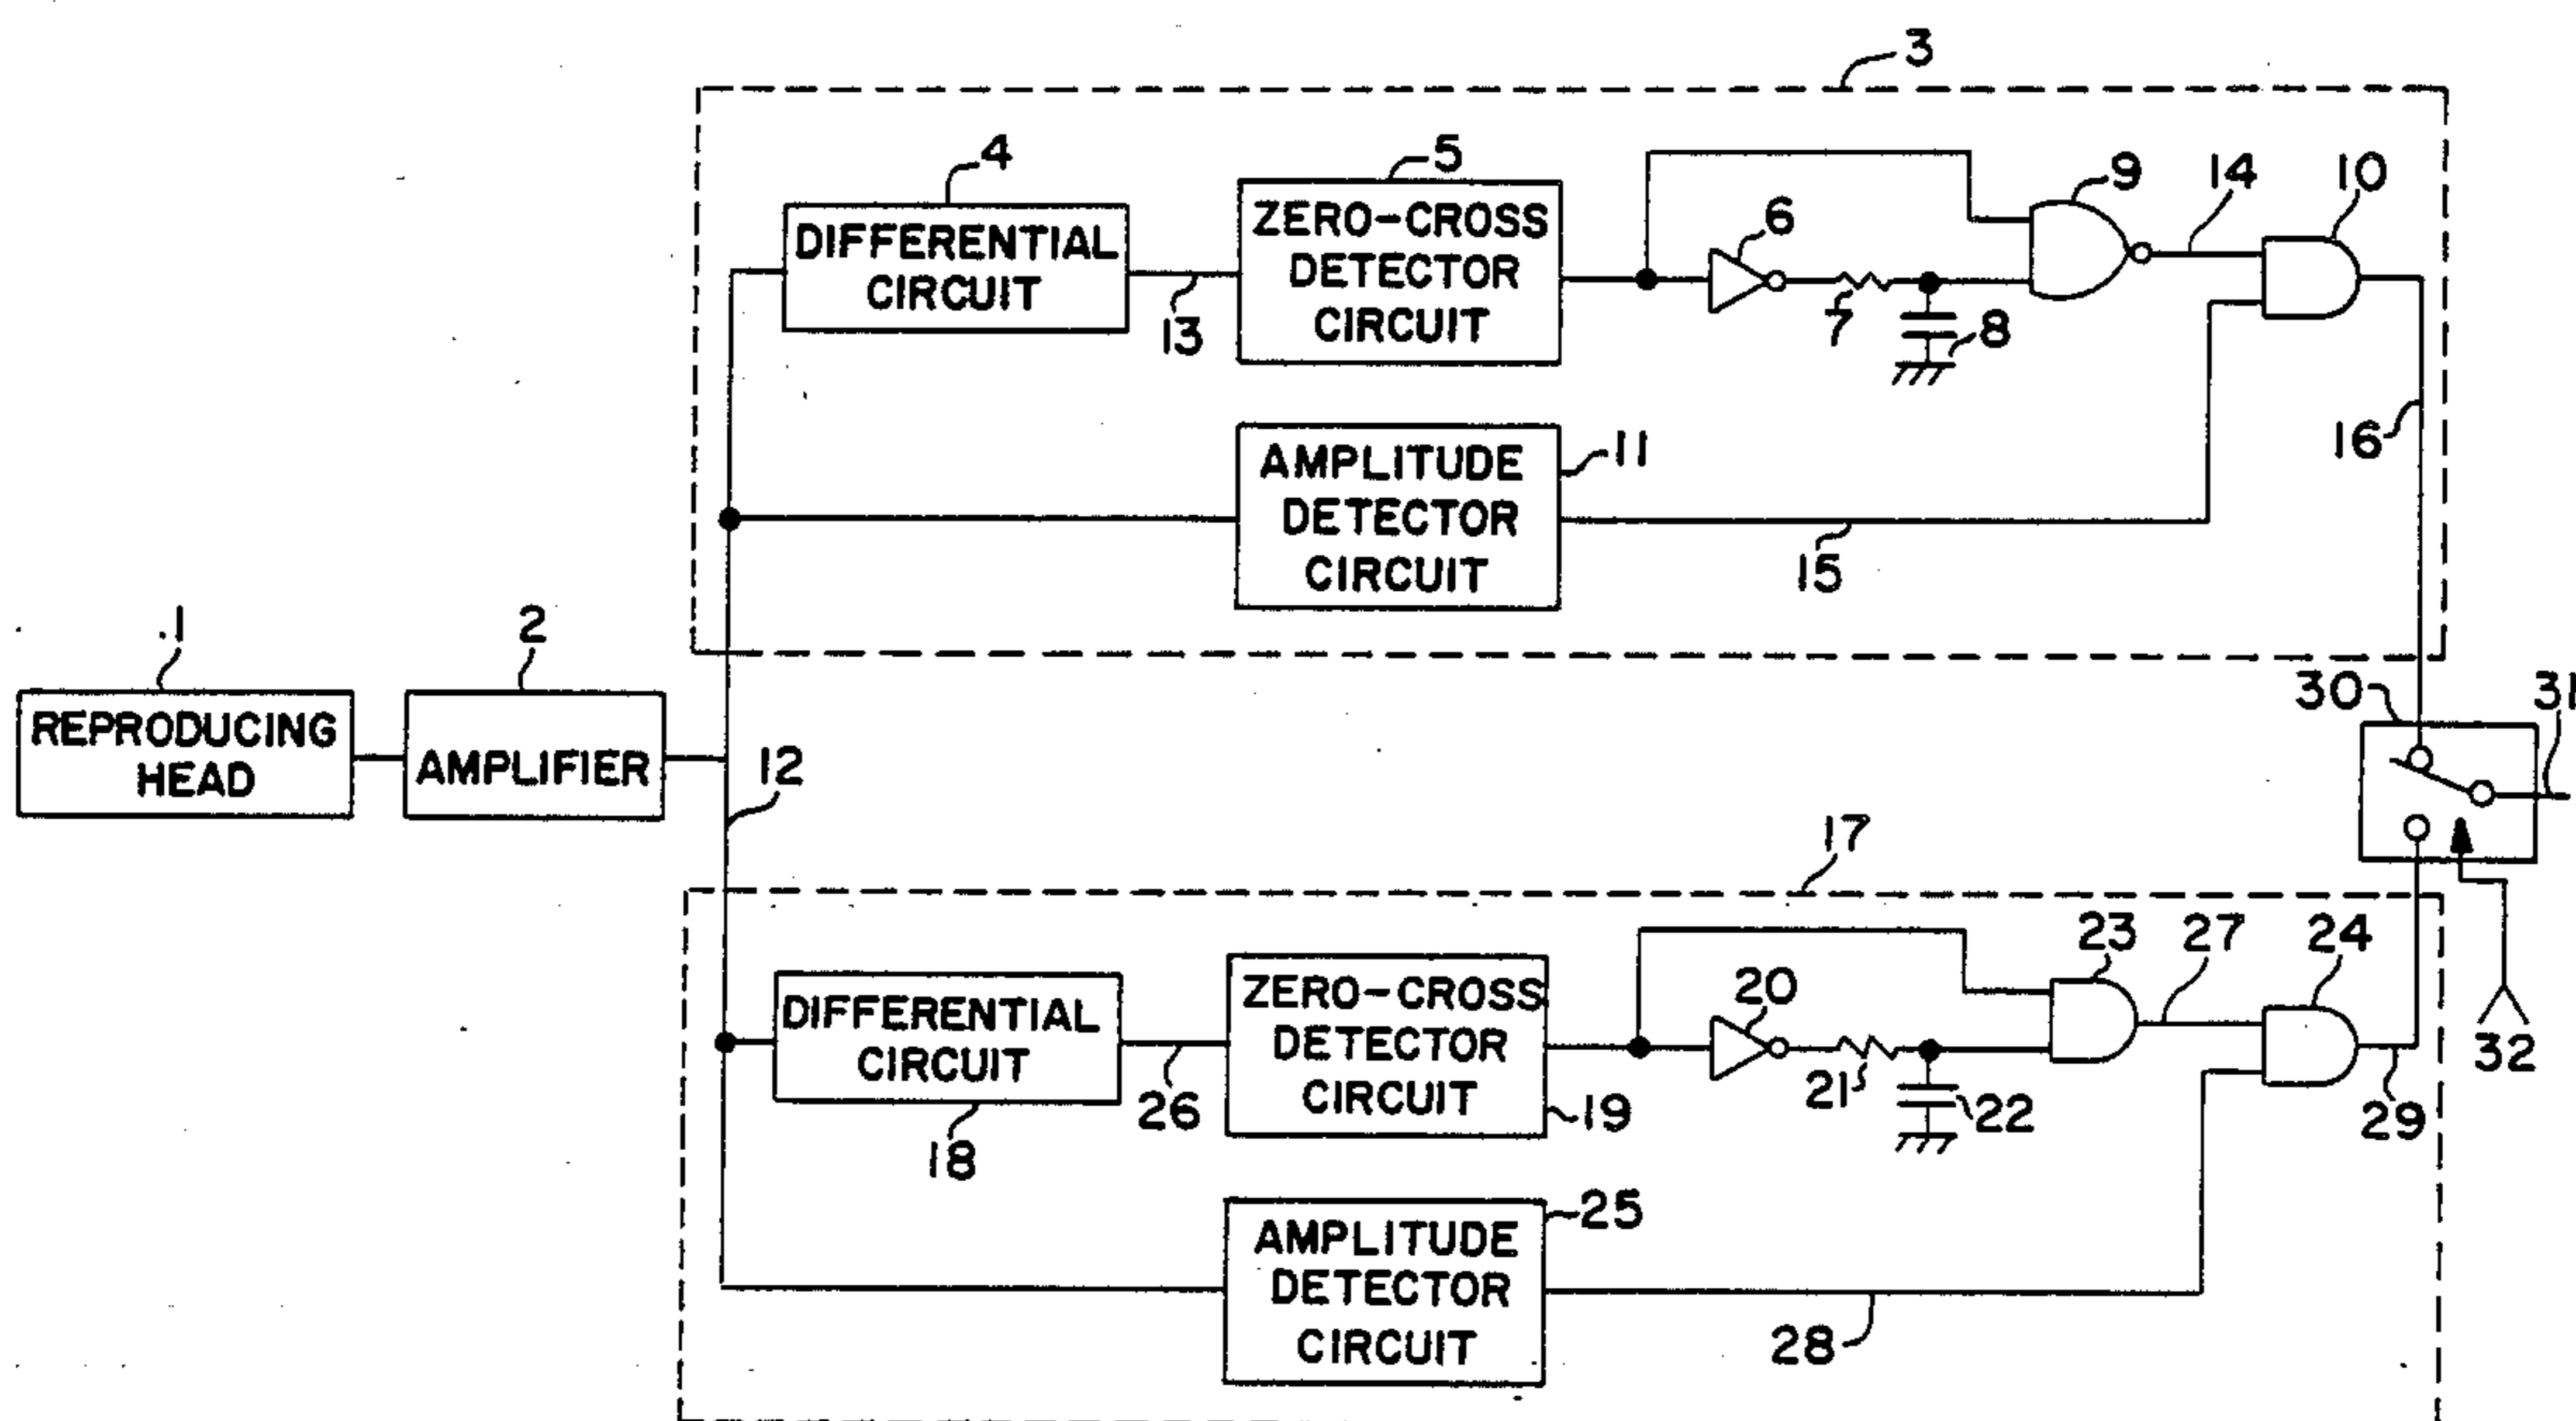 3
4
5
9
14
10
DIFFERENTIAL
CIRCUIT
ZERO-CROSS
DETECTOR
CIRCUIT
6
13
7
8
11
AMPLITUDE
DETECTOR
CIRCUIT
15
16
1
2
REPRODUCING
HEAD
AMPLIFIER
12
30
31
17
32
DIFFERENTIAL
CIRCUIT
18
26
ZERO-CROSS
DETECTOR
CIRCUIT
19
20
21
22
23
27
24
29
AMPLITUDE
DETECTOR
CIRCUIT
25
28